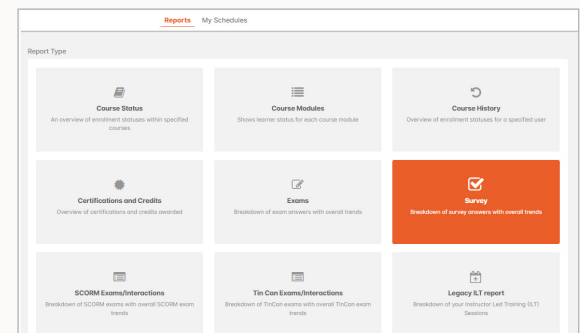 Reports My Schedules
Report Type
Course Status
An overview of enrollment statuses within specified
courses
Course Modules
Shows learner status for each course module
Course History
Overview of enrollment statuses for a specified user
Certifications and Credits
Overview of certifications and credits awarded
Exams
Breakdown of exam answers with overall trends
Survey
Breakdown of survey answers with overall trends
SCORM Exams/Interactions
Breakdown of SCORM exams with overall SCORM exam
trends
Tin Can Exams/Interactions
Breakdown of TinCan exams with overall TinCan exam
trends
Legacy ILT report
Breakdown of your Instructor Led Training (ILT)
Sessions